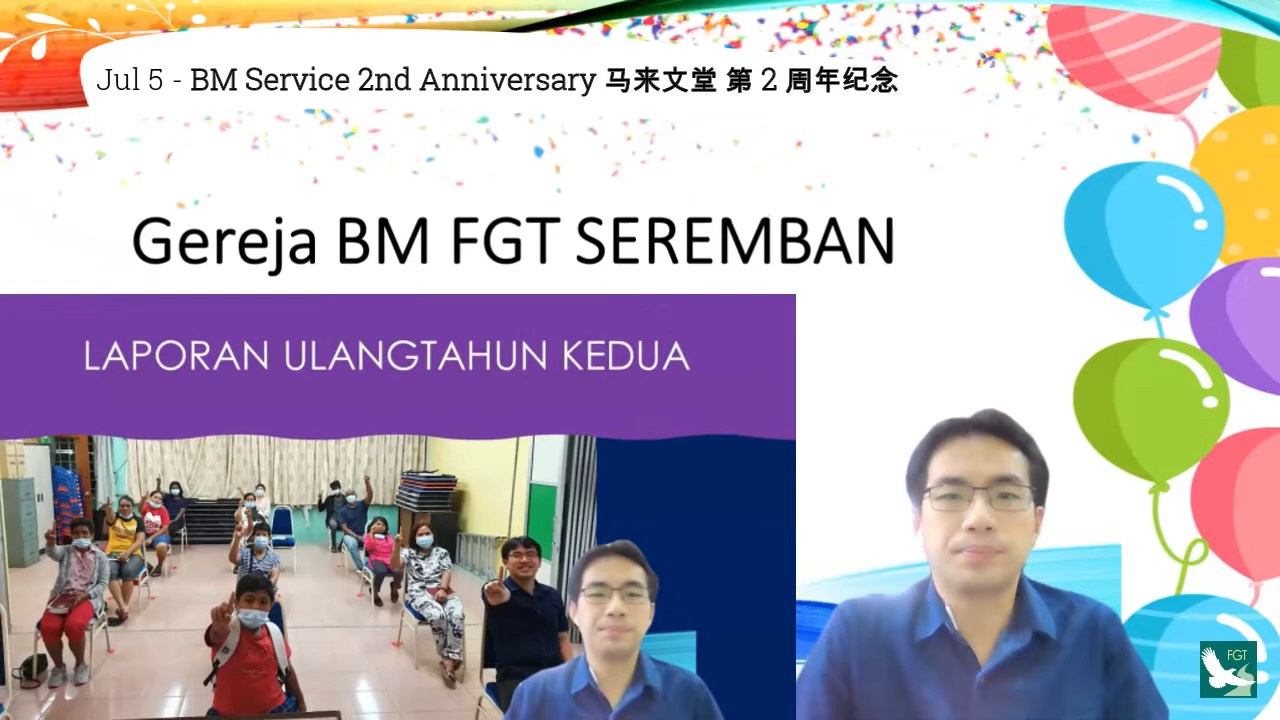 Jul 5 - BM Service 2nd Anniversary 马来文堂 第 2 周年纪念
Gereja BM FGT SEREMBAN
LAPORAN ULANGTAHUN KEDUA
FGT